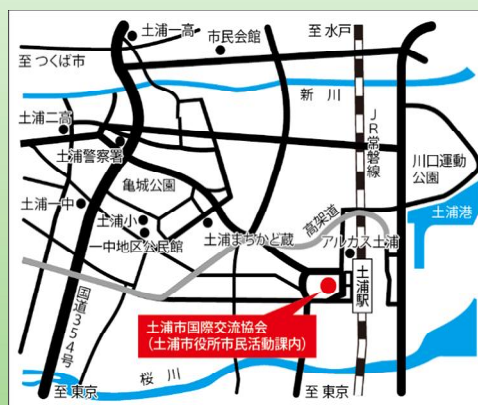 土浦一高
市民会館
至 水戸
至 つくば市
新 川
土浦二高
JR常磐線
土浦警察署
川口運動
公園
亀城公園
土浦一中
土浦小
高架道
土浦港
一中地区公民館
土浦まちかど蔵
アルカス土浦
土浦駅
国道354号
土浦市国際交流協会
(土浦市役所市民活動課内)
桜 川
至 東京
至 東京